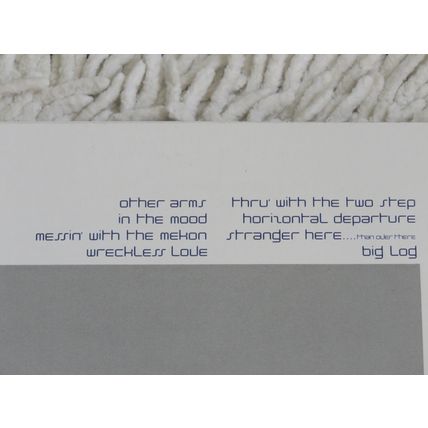 other arms
in the mood
messin' with the mekon
wreckless love
thru' with the two step
horizontal departure
stranger here....than over there
big Log